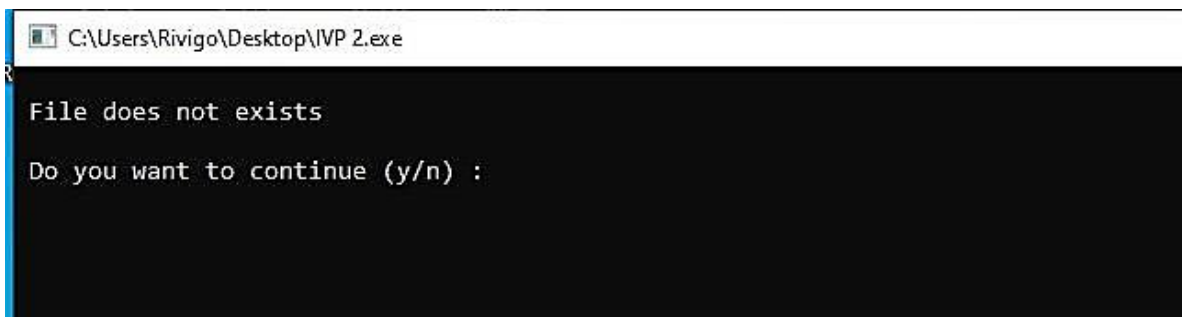 C:\Users\Rivigo\Desktop\IVP 2.exe
R
File does not exists
Do you want to continue (y/n) :